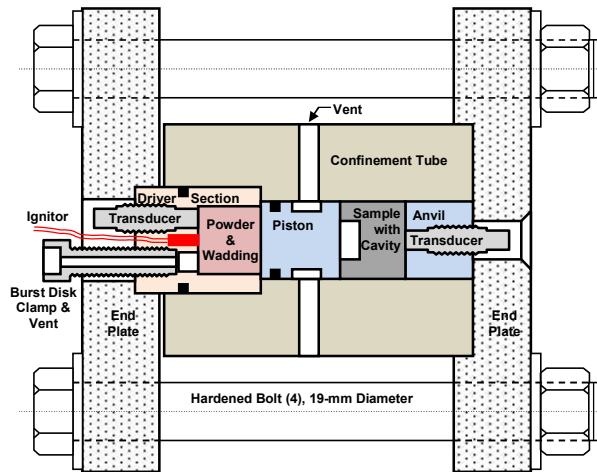 Vent
Confinement Tube
Driver Section
Ignitor
Transducer
Powder
&
Wadding
Piston
Sample
with
Cavity
Anvil
Transducer
Burst Disk
Clamp &
Vent
End
Plate
End
Plate
Hardened Bolt (4), 19-mm Diameter